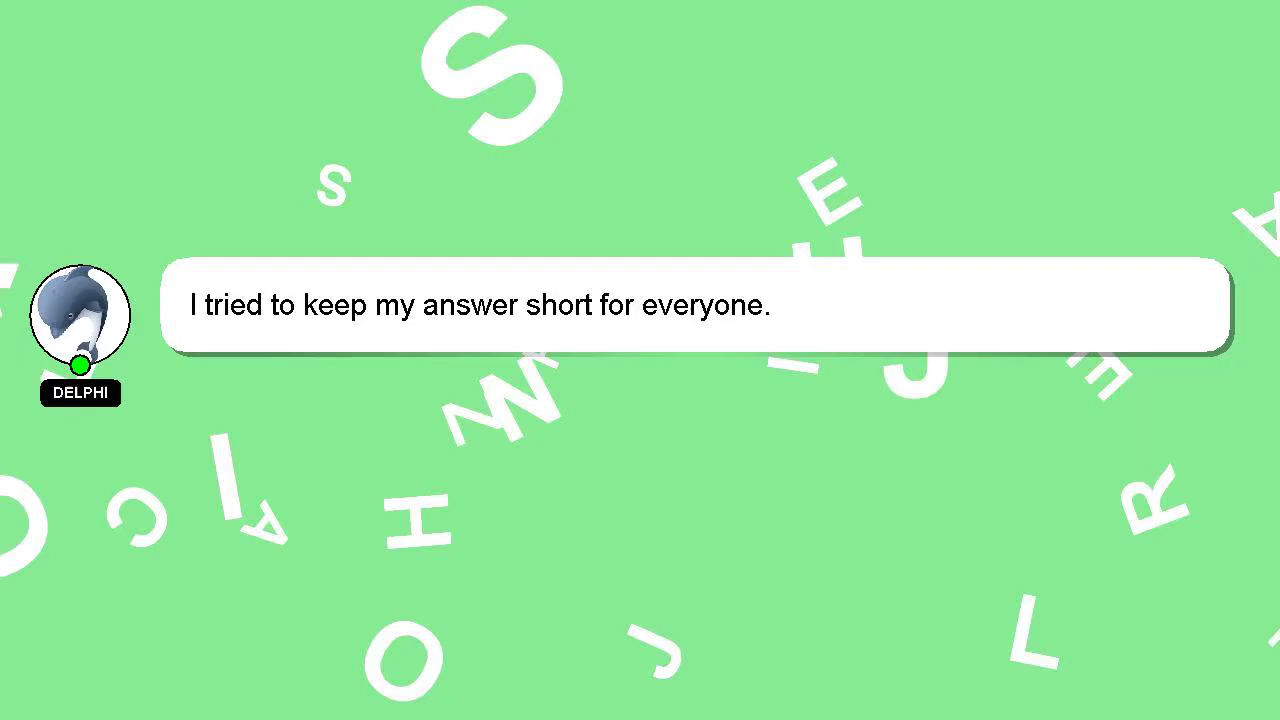 I tried to keep my answer short for everyone.
DELPHI
S
S
E
A
N
W
I
J
E
C
I
A
H
R
O
J
L